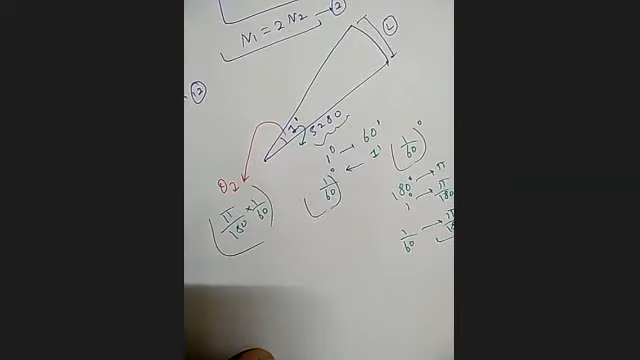 N₁ = 2 N₂ → ②
②
L
1'
5280
θ₂
(π/180 × 1/60)
1° → 60'
(1/60)° ← 1'
(1/60)°
180° → π
1° → π/180
1/60 → π/18